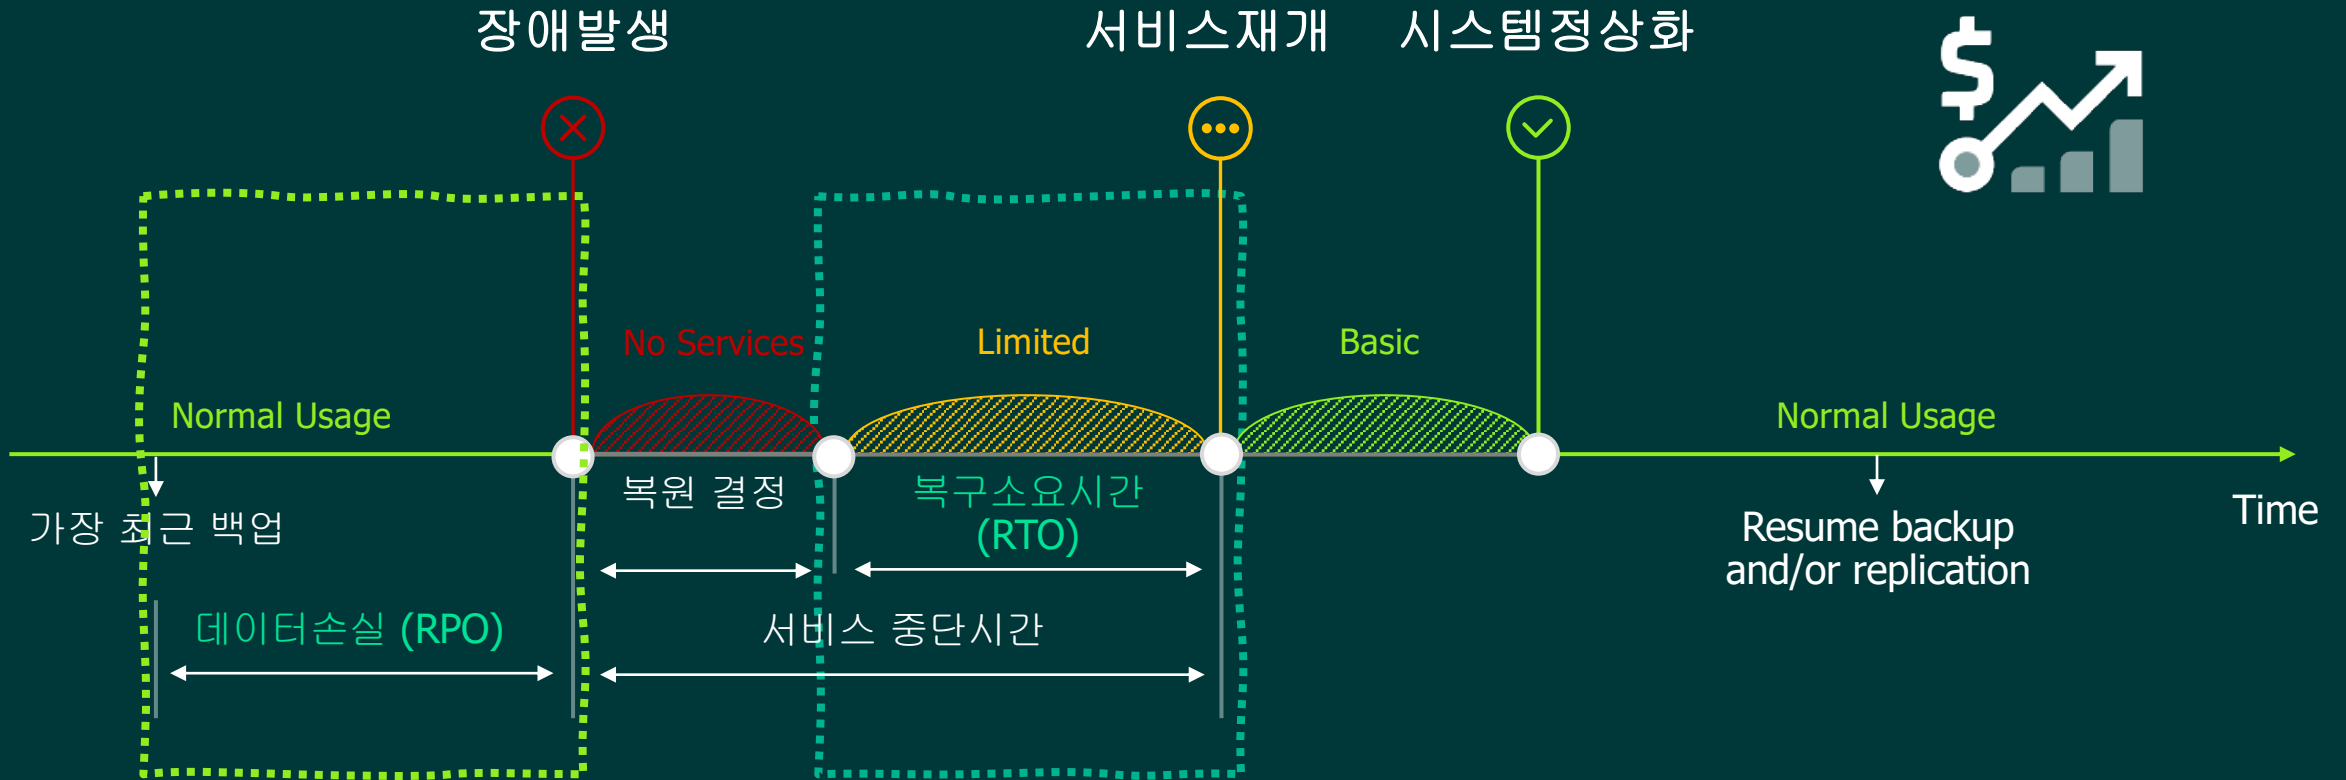 장애발생
서비스재개
시스템정상화
$
No Services
Limited
Basic
Normal Usage
Normal Usage
가장 최근 백업
복원 결정
복구소요시간
(RTO)
Resume backup
and/or replication
Time
데이터손실 (RPO)
서비스 중단시간